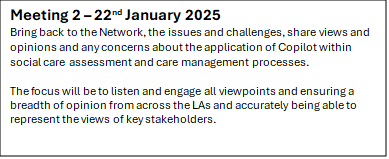 Meeting 2 – 22nd January 2025
Bring back to the Network, the issues and challenges, share views and
opinions and any concerns about the application of Copilot within
social care assessment and care management processes.
The focus will be to listen and engage all viewpoints and ensuring a
breadth of opinion from across the LAs and accurately being able to
represent the views of key stakeholders.